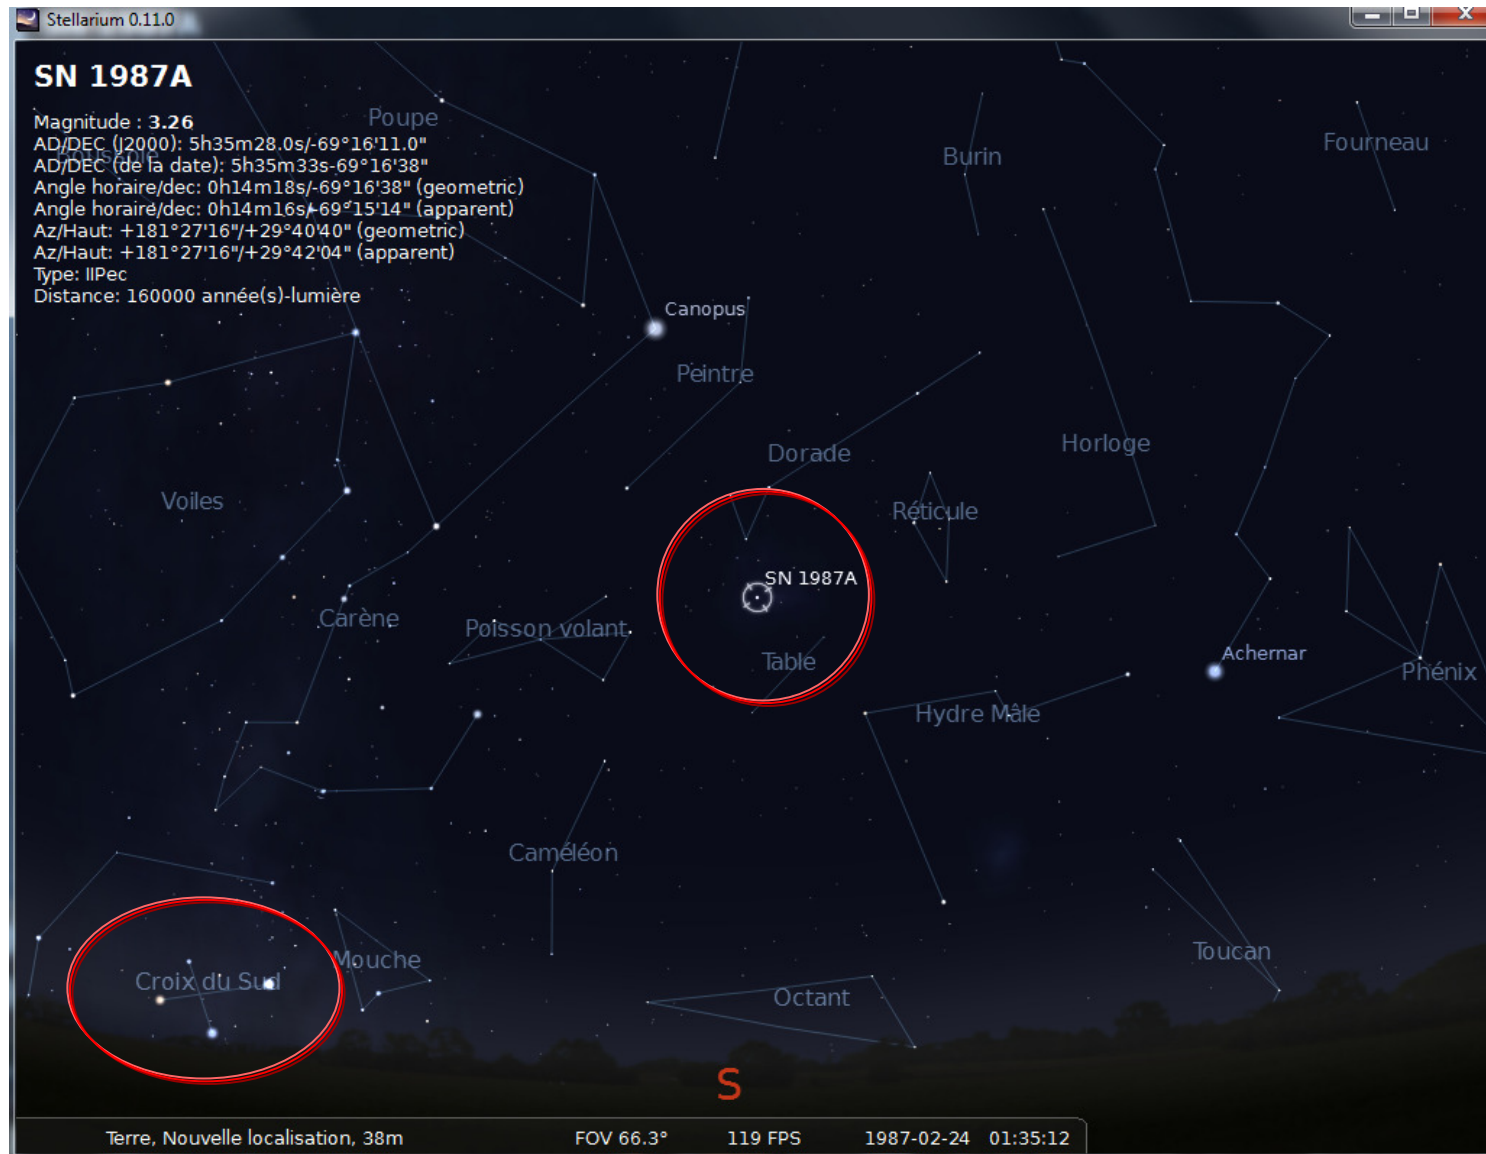 Stellarium 0.11.0
SN 1987A
Magnitude : 3.26
AD/DEC (J2000): 5h35m28.0s/-69°16'11.0"
AD/DEC (de la date): 5h35m33s-69°16'38"
Angle horaire/dec: 0h14m18s/-69°16'38" (geometric)
Angle horaire/dec: 0h14m16s/-69°15'14" (apparent)
Az/Haut: +181°27'16"/+29°40'40" (geometric)
Az/Haut: +181°27'16"/+29°42'04" (apparent)
Type: IIPec
Distance: 160000 année(s)-lumière
Poupe
Boussole
Burin
Fourneau
Canopus
Peintre
Dorade
Horloge
Voiles
Réticule
SN 1987A
Carène
Poisson volant
Table
Achernar
Phénix
Hydre Mâle
Caméléon
Croix du Sud
Mouche
Octant
Toucan
S
Terre, Nouvelle localisation, 38m
FOV 66.3°
119 FPS
1987-02-24 01:35:12